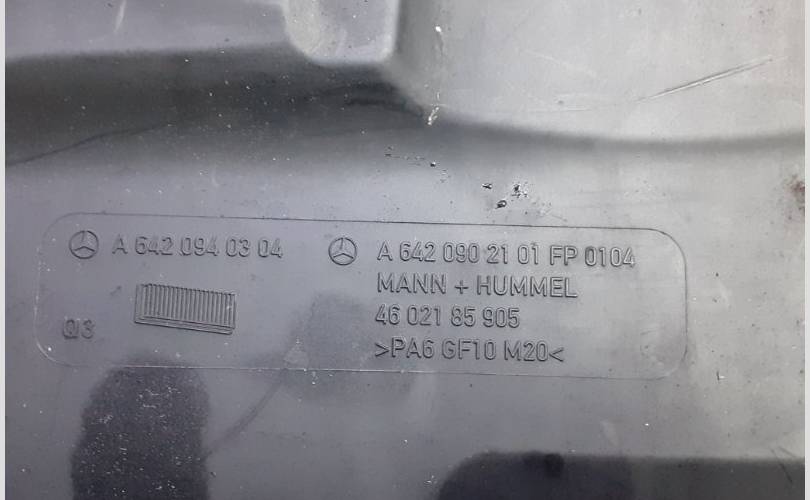 A 642 094 03 04
Q3
A 642 090 21 01 FP 0104
MANN + HUMMEL
46 021 85 905
>PA6 GF10 M20<